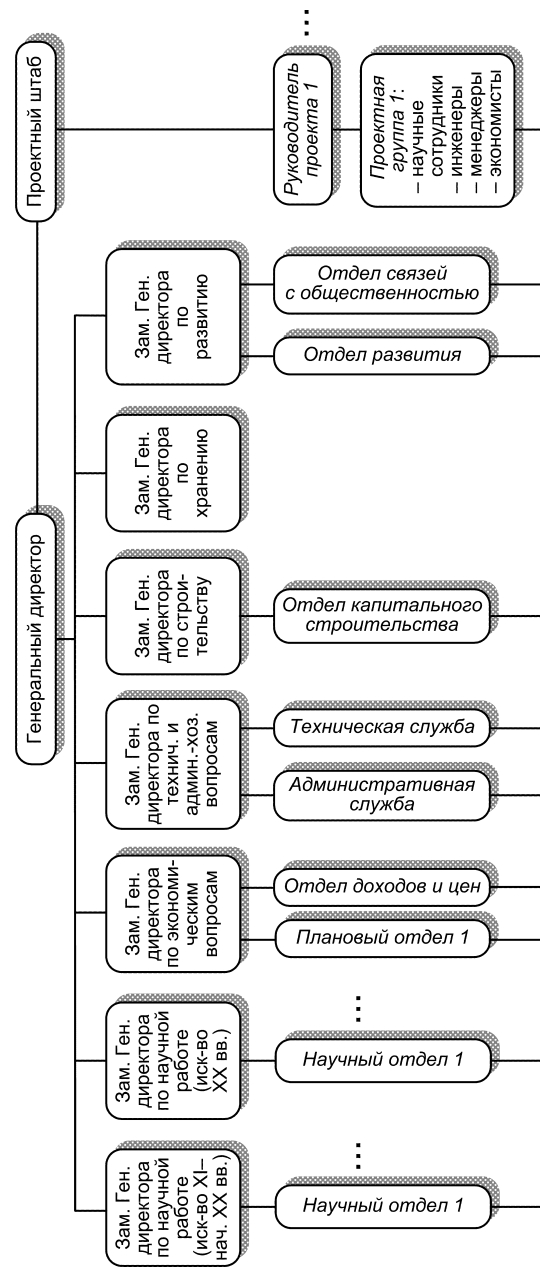 Генеральный директор
Проектный штаб
Зам. Ген.
директора
по научной
работе
(иск-во XI–
нач. XX вв.)
Зам. Ген.
директора
по научной
работе
(иск-во
XX вв.)
Зам. Ген.
директора
по экономи-
ческим
вопросам
Зам. Ген.
директора по
технич. и
админ.-хоз.
вопросам
Зам. Ген.
директора
по строи-
тельству
Зам. Ген.
директора
по
хранению
Зам. Ген.
директора
по
развитию
Научный отдел 1
...
Научный отдел 1
...
Плановый отдел 1
Отдел доходов и цен
Административная
служба
Техническая служба
Отдел капитального
строительства
Отдел развития
Отдел связей
с общественностью
Руководитель
проекта 1
...
Проектная
группа 1:
– научные
сотрудники
– инженеры
– менеджеры
– экономисты